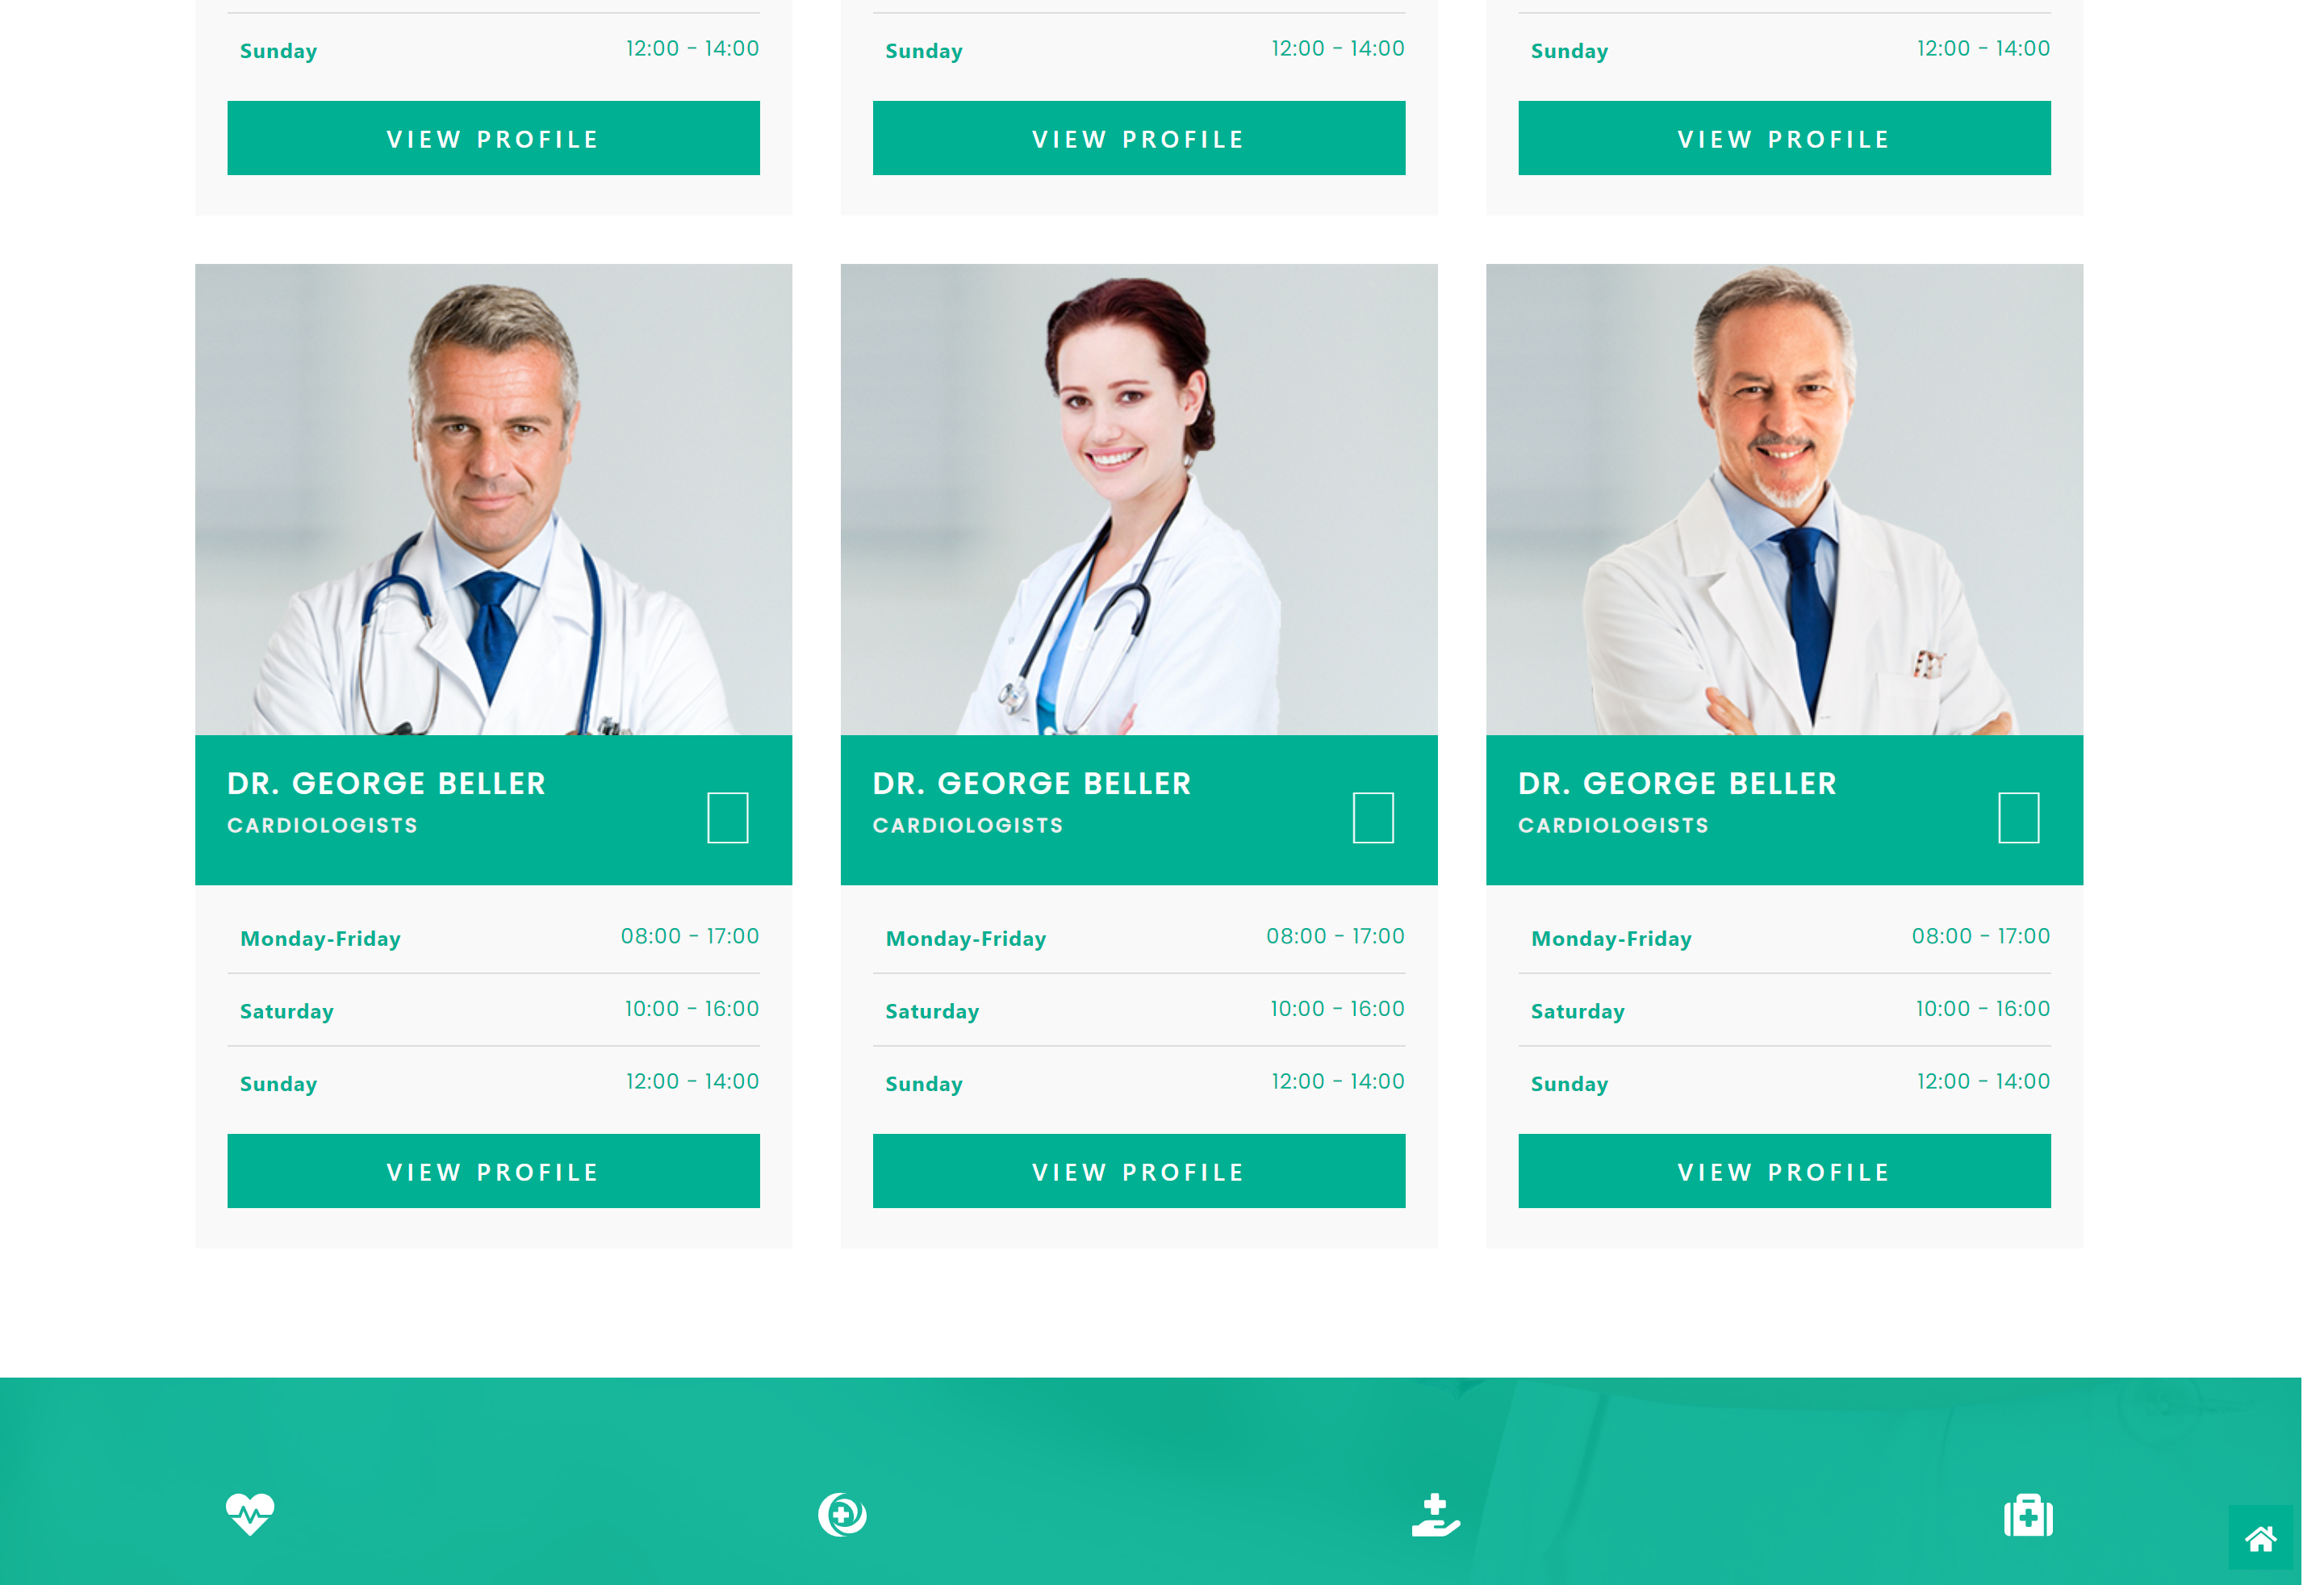 Sunday 12:00 - 14:00 Sunday 12:00 - 14:00 Sunday 12:00 - 14:00
VIEW PROFILE VIEW PROFILE VIEW PROFILE
DR. GEORGE BELLER DR. GEORGE BELLER DR. GEORGE BELLER
CARDIOLOGISTS CARDIOLOGISTS CARDIOLOGISTS
Monday-Friday 08:00 - 17:00 Monday-Friday 08:00 - 17:00 Monday-Friday 08:00 - 17:00
Saturday 10:00 - 16:00 Saturday 10:00 - 16:00 Saturday 10:00 - 16:00
Sunday 12:00 - 14:00 Sunday 12:00 - 14:00 Sunday 12:00 - 14:00
VIEW PROFILE VIEW PROFILE VIEW PROFILE